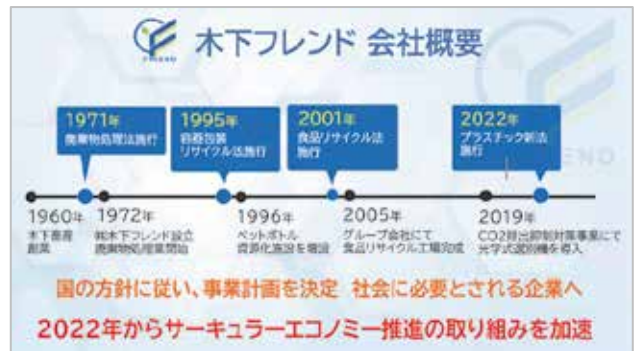 FRIEND
木下フレンド 会社概要
1971年
廃棄物処理法施行
1995年
容器包装
リサイクル法施行
2001年
食品リサイクル法
施行
2022年
プラスチック新法
施行
1960年
木下畜産
創業
1972年
㈱木下フレンド設立
廃棄物処理業開始
1996年
ペットボトル
資源化施設を増設
2005年
グループ会社にて
食品リサイクル工場完成
2019年
CO2排出抑制対策事業にて
光学式選別機を導入
国の方針に従い、事業計画を決定 社会に必要とされる企業へ
2022年からサーキュラーエコノミー推進の取り組みを加速